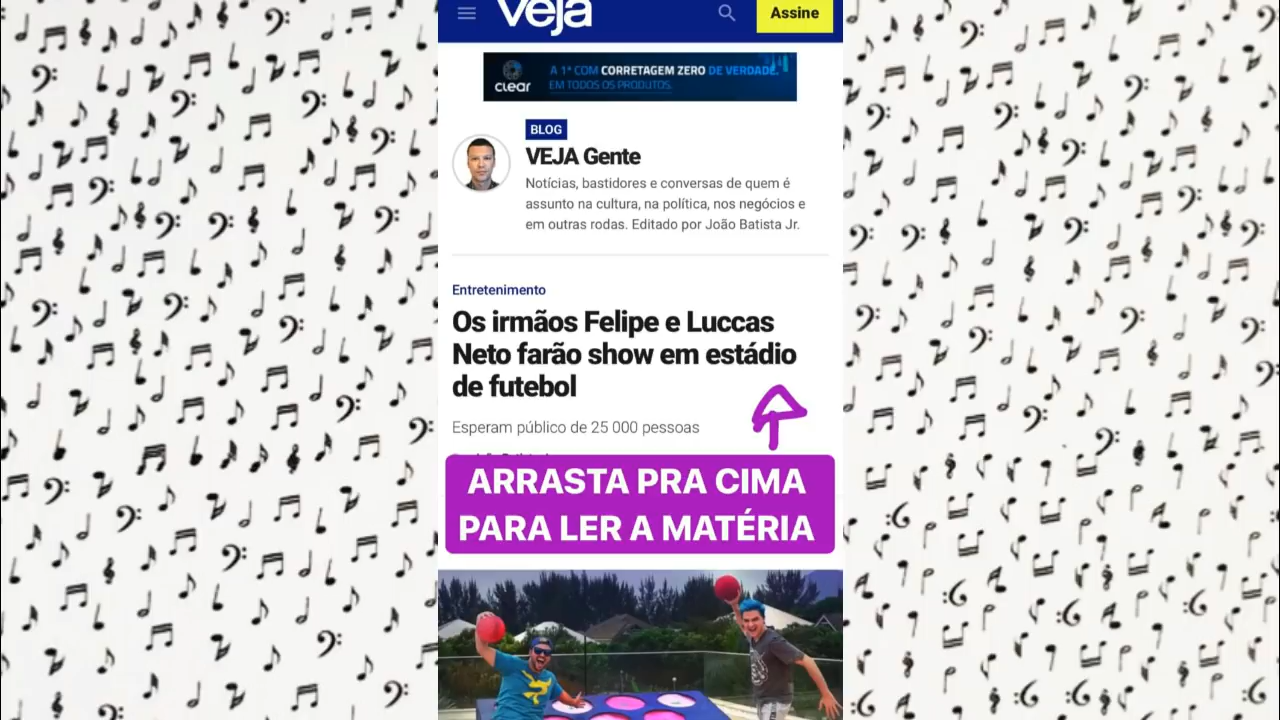 veja
Assine
clear
A 1ª COM CORRETAGEM ZERO DE VERDADE.
EM TODOS OS PRODUTOS.
BLOG
VEJA Gente
Notícias, bastidores e conversas de quem é
assunto na cultura, na política, nos negócios e
em outras rodas. Editado por João Batista Jr.
Entretenimento
Os irmãos Felipe e Luccas
Neto farão show em estádio
de futebol
Esperam público de 25 000 pessoas
ARRASTA PRA CIMA
PARA LER A MATÉRIA